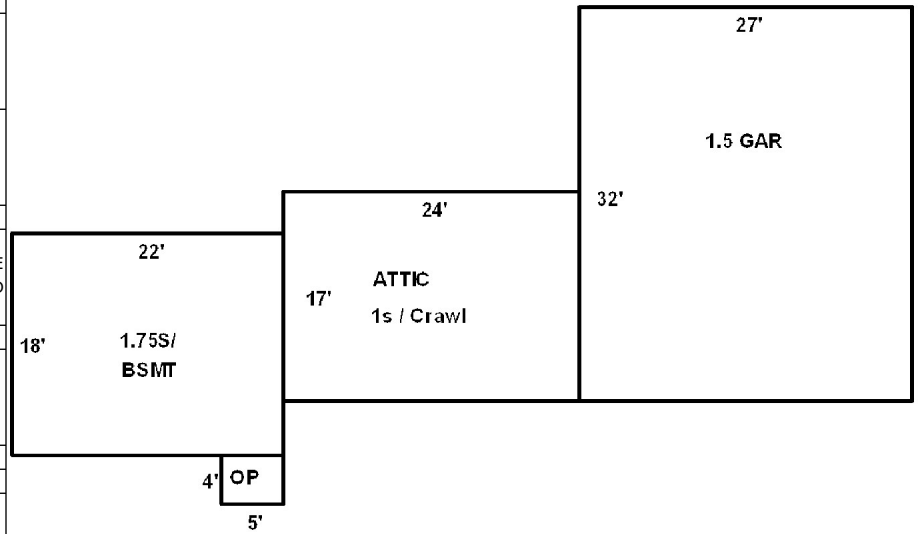 27'
1.5 GAR
32'
24'
ATTIC
1s / Crawl
17'
22'
18'
1.75S/
BSMT
4'
OP
5'